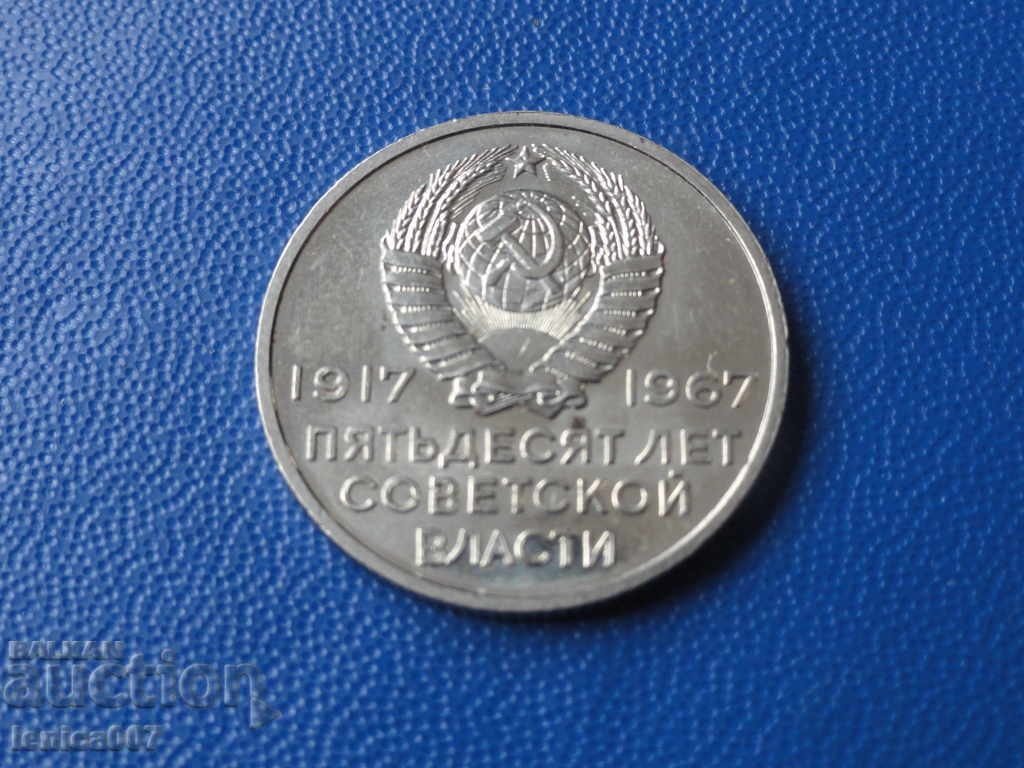 1917 1967
ПЯТЬДЕСЯТ ЛЕТ
СОВЕТСКОЙ
ВЛАСТИ
BALKAN
auction
lenica007